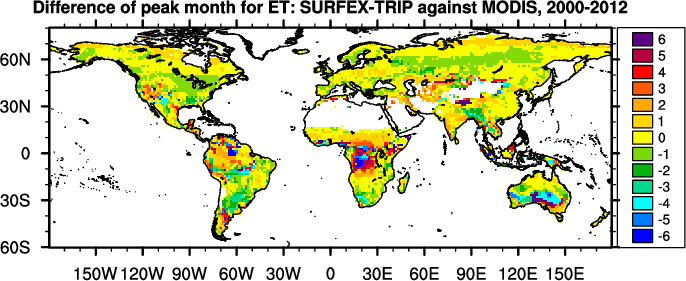 Difference of peak month for ET: SURFEX-TRIP against MODIS, 2000-2012
60N
30N
0
30S
60S
150W 120W 90W 60W 30W 0 30E 60E 90E 120E 150E
6
5
4
3
2
1
0
-1
-2
-3
-4
-5
-6